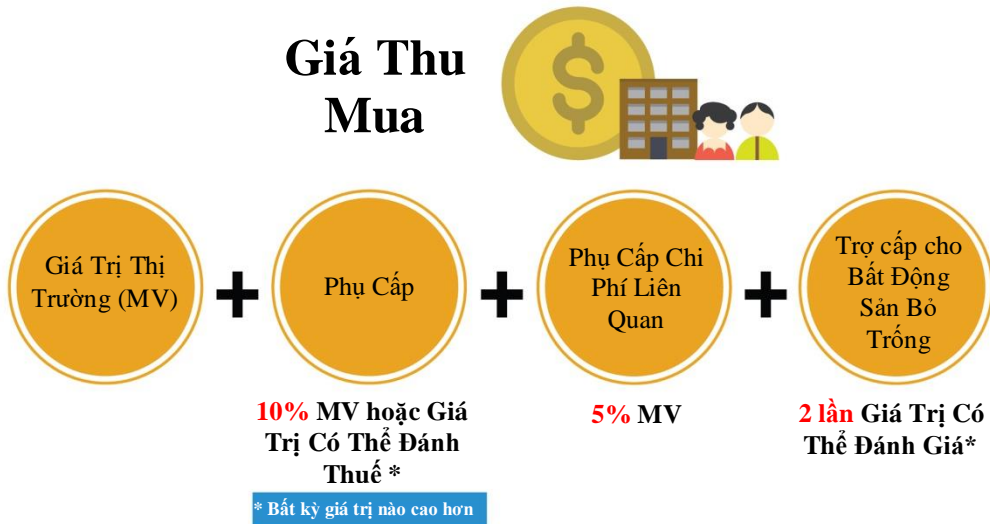 Giá Thu
Mua
$
Giá Trị Thị
Trường (MV)
+
Phụ Cấp
+
Phụ Cấp Chi
Phí Liên
Quan
+
Trợ cấp cho
Bất Động
Sản Bỏ
Trống
10% MV hoặc Giá
Trị Có Thể Đánh
Thuế *
* Bất kỳ giá trị nào cao hơn
5% MV
2 lần Giá Trị Có
Thể Đánh Giá*